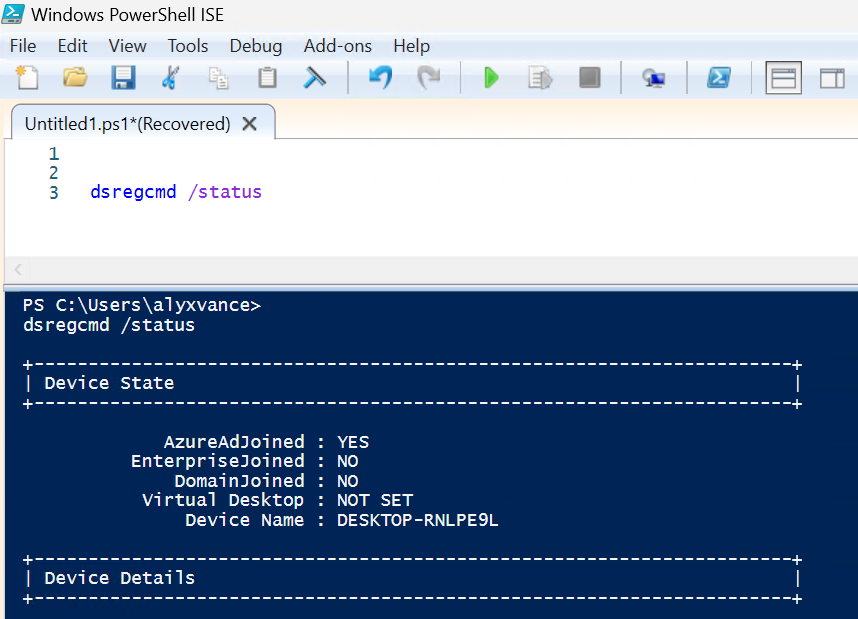 Windows PowerShell ISE
File Edit View Tools Debug Add-ons Help
Untitled1.ps1*(Recovered)
1
2
3 dsregcmd /status
PS C:\Users\alyxvance>
dsregcmd /status
+----------------------------------------------------------------------+
| Device State                                                         |
+----------------------------------------------------------------------+
AzureAdJoined : YES
EnterpriseJoined : NO
DomainJoined : NO
Virtual Desktop : NOT SET
Device Name : DESKTOP-RNLPE9L
+----------------------------------------------------------------------+
| Device Details                                                       |
+----------------------------------------------------------------------+